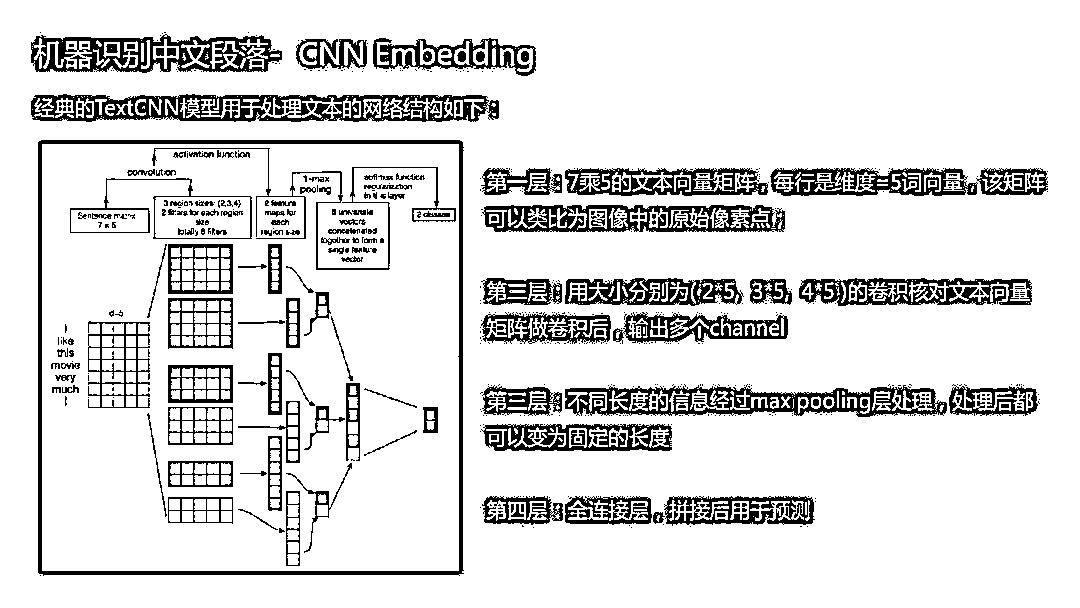 机器识别中文段落- CNN Embedding
经典的TextCNN模型用于处理文本的网络结构如下：
activation function
convolution
1-max
pooling
softmax function
regularization
in this layer
3 region sizes: (2,3,4)
2 filters for each region
size
totally 6 filters
2 feature
maps for
each
region size
Sentence matrix
7 × 5
6 univariate
vectors
concatenated
together to form a
single feature
vector
2 classes
d=5
I
like
this
movie
very
much
!
第一层：7乘5的文本向量矩阵，每行是维度=5词向量，该矩阵
可以类比为图像中的原始像素点；
第二层：用大小分别为(2*5, 3*5, 4*5 )的卷积核对文本向量
矩阵做卷积后，输出多个channel
第三层：不同长度的信息经过max pooling层处理，处理后都
可以变为固定的长度
第四层：全连接层，拼接后用于预测